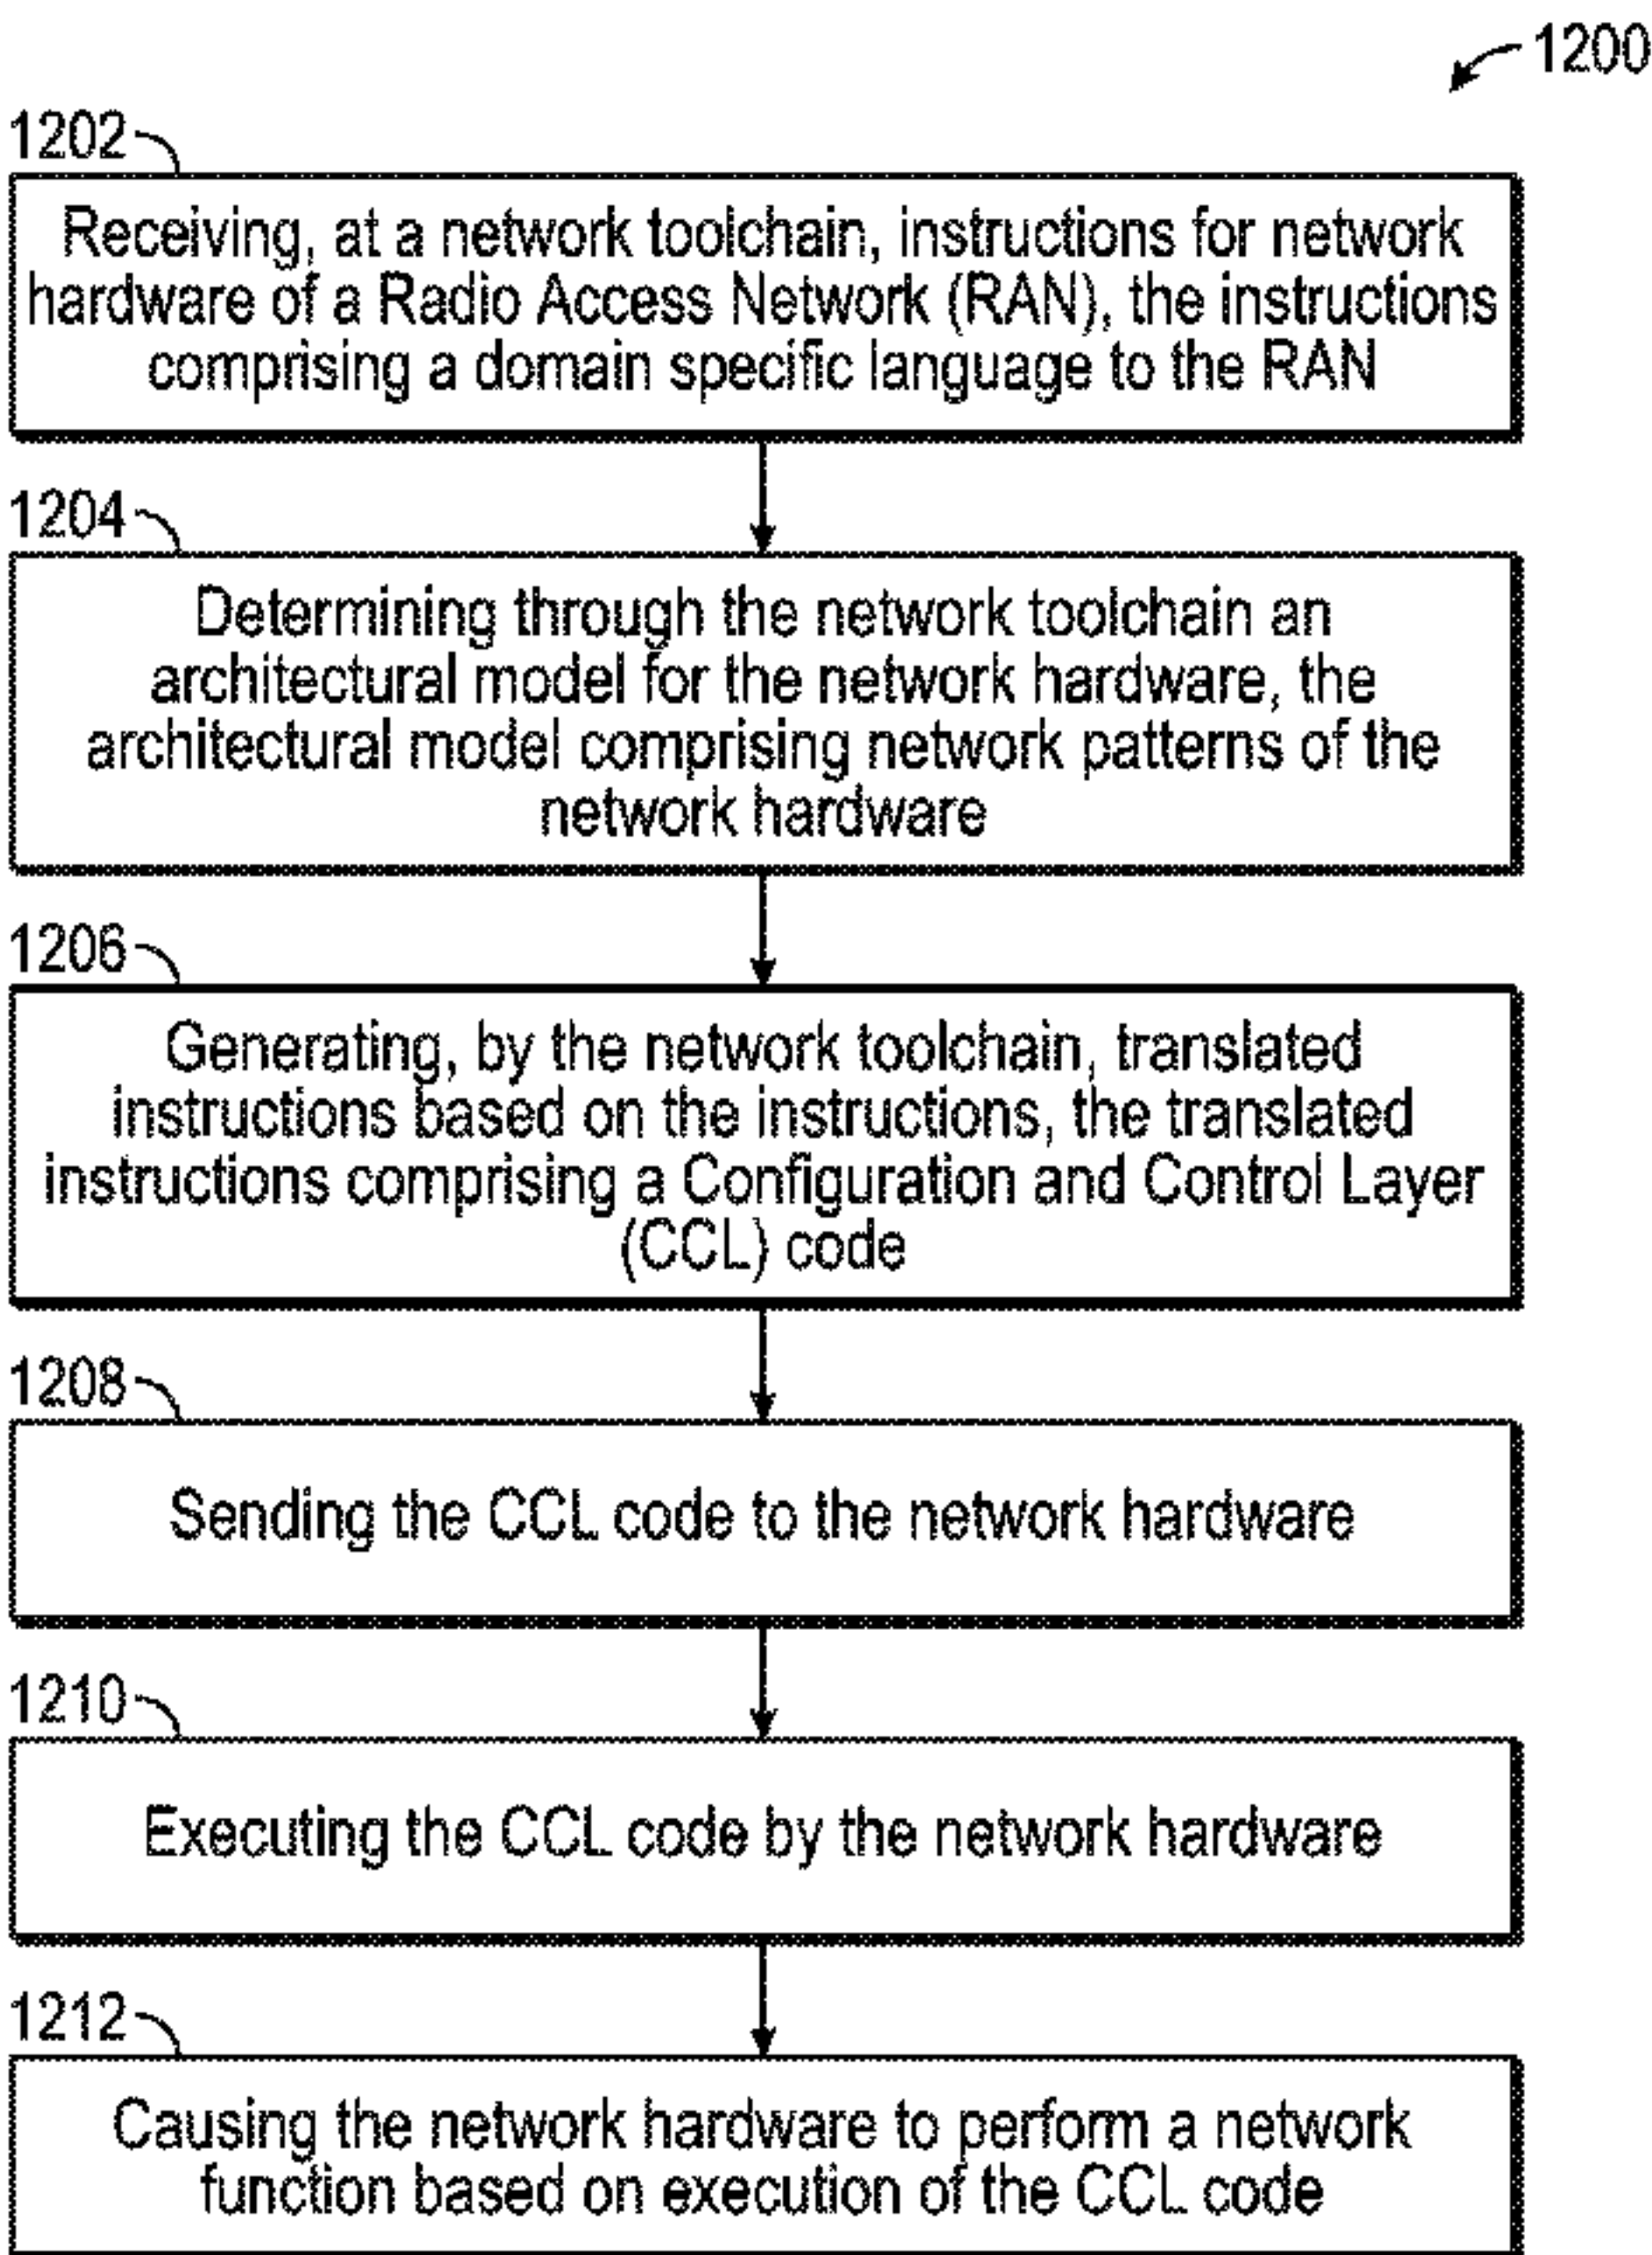 1200
1202
Receiving, at a network toolchain, instructions for network
hardware of a Radio Access Network (RAN), the instructions
comprising a domain specific language to the RAN
1204
Determining through the network toolchain an
architectural model for the network hardware, the
architectural model comprising network patterns of the
network hardware
1206
Generating, by the network toolchain, translated
instructions based on the instructions, the translated
instructions comprising a Configuration and Control Layer
(CCL) code
1208
Sending the CCL code to the network hardware
1210
Executing the CCL code by the network hardware
1212
Causing the network hardware to perform a network
function based on execution of the CCL code